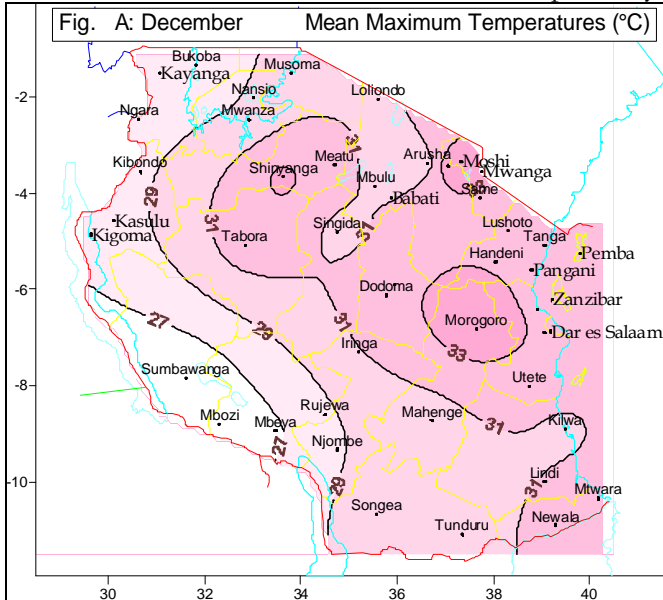 Fig. A: December Mean Maximum Temperatures (°C)
Bukoba
Kayanga
Musoma
-2
Nansio
Loliondo
Ngara
Mwanza
31
Arusha
Moshi
Kibondo
Meatu
Mwanga
Shinyanga
Mbulu
-4
29
Same
Babati
31
Kasulu
Singida
31
Lushoto
Kigoma
Tabora
Tanga
Pemba
Handeni
Pangani
-6
Dodoma
Zanzibar
27
29
31
Morogoro
Dar es Salaam
Iringa
33
Sumbawanga
-8
Utete
Rujewa
Mbozi
Mbeya
Mahenge
31
Kilwa
27
Njombe
29
31
Lindi
-10
Mtwara
Songea
Newala
Tunduru
30 32 34 36 38 40